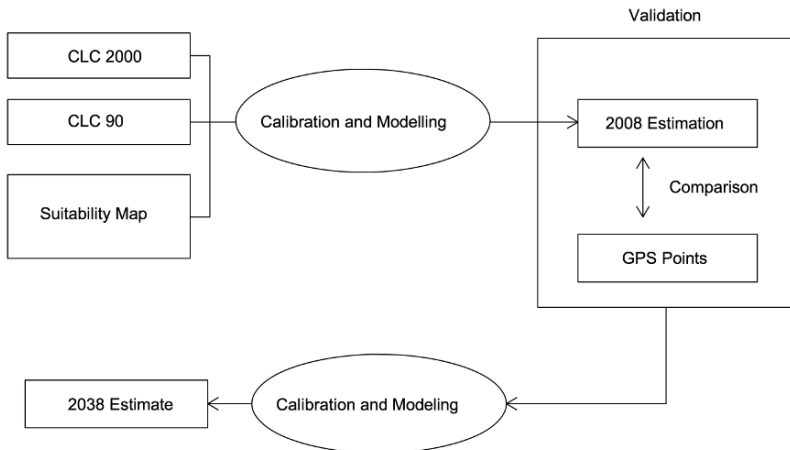 Validation
CLC 2000
CLC 90
Suitability Map
Calibration and Modelling
2008 Estimation
Comparison
GPS Points
2038 Estimate
Calibration and Modeling